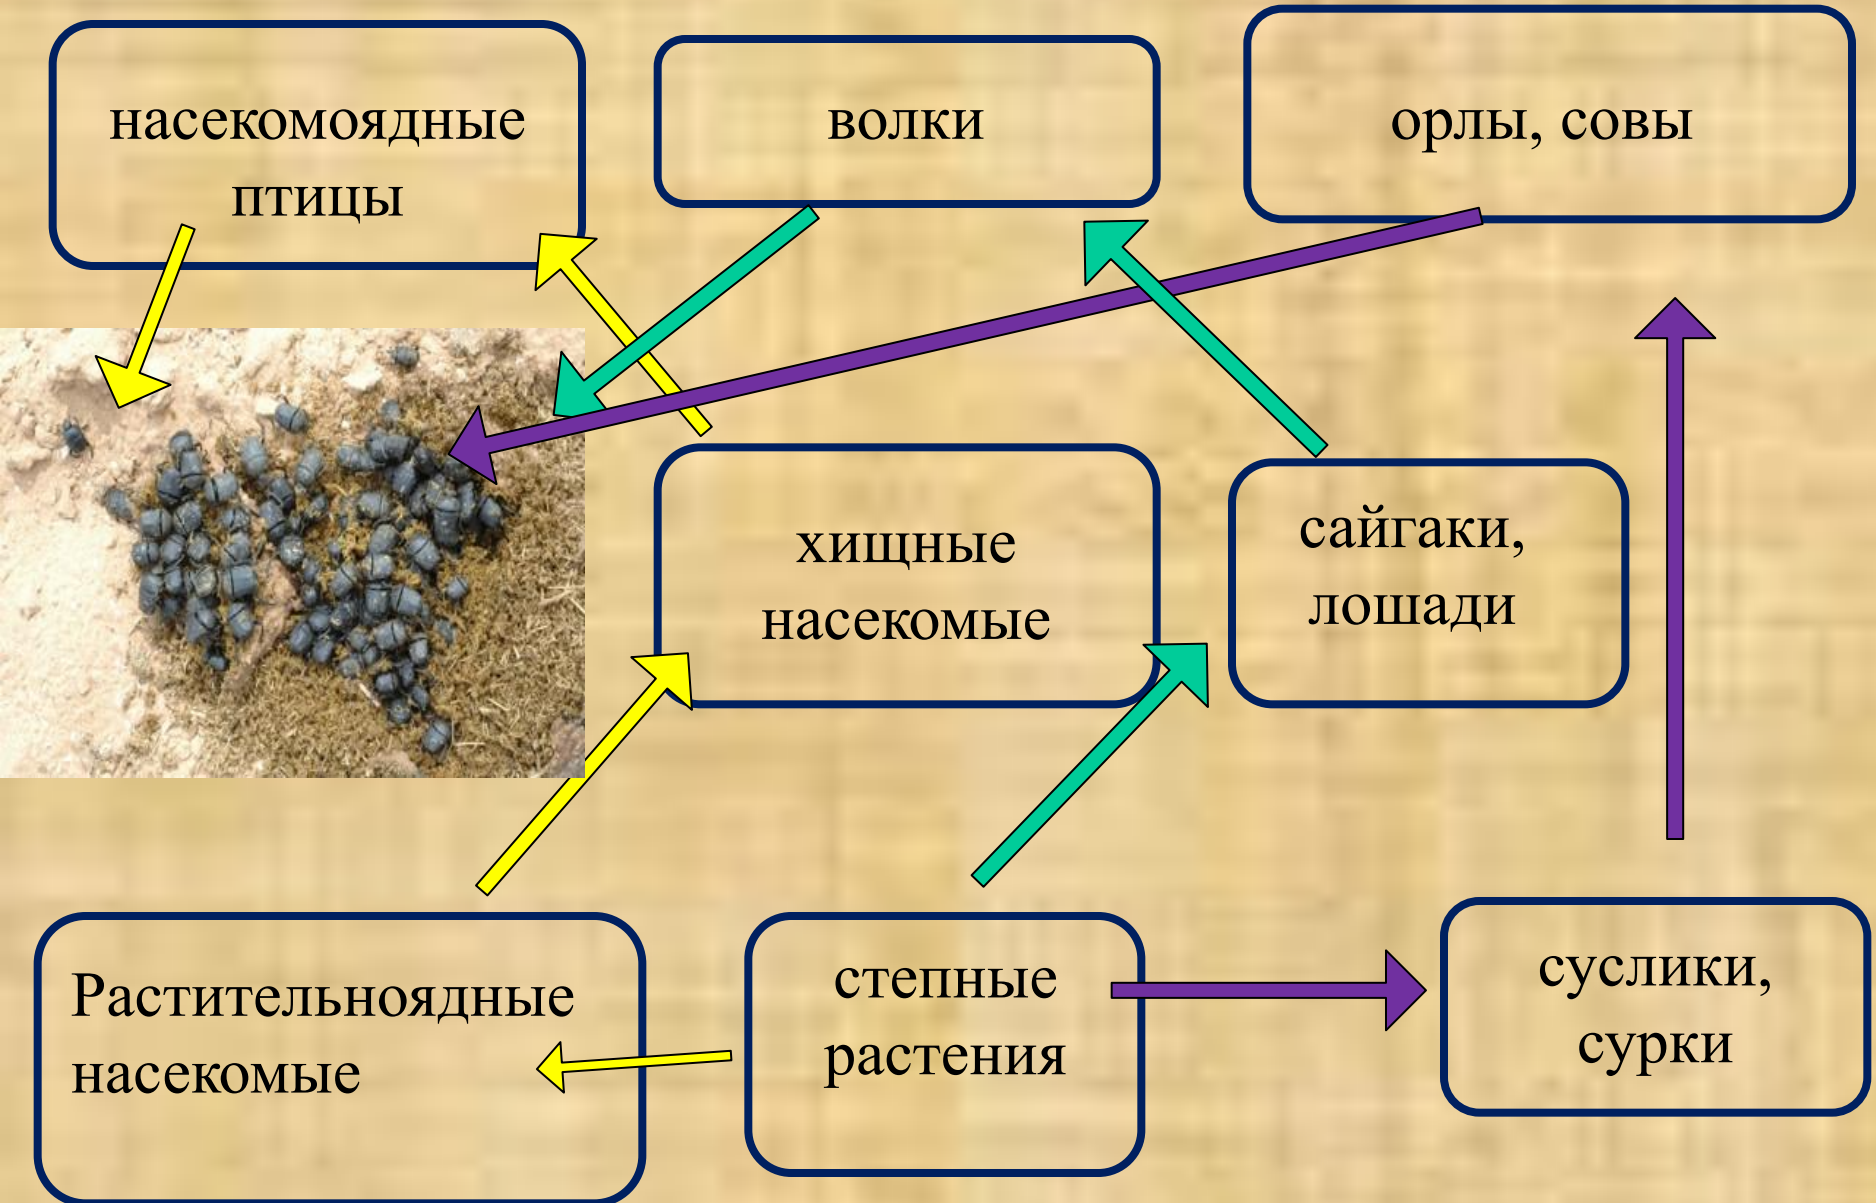 насекомоядные
птицы
волки
орлы, совы
хищные
насекомые
сайгаки,
лошади
Растительноядные
насекомые
степные
растения
суслики,
сурки